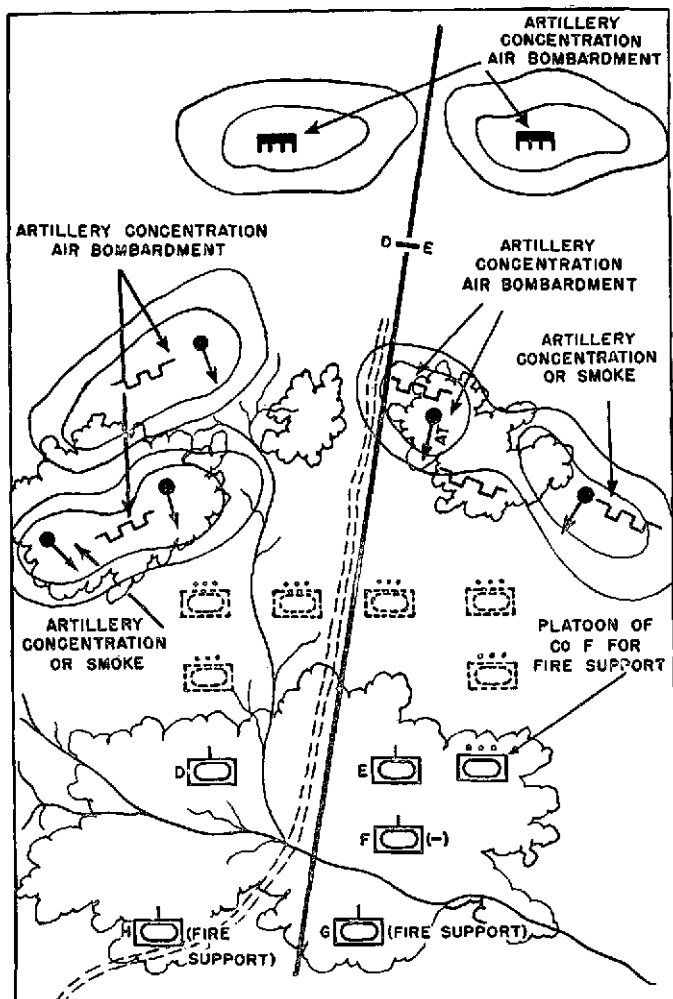 ARTILLERY
CONCENTRATION
AIR BOMBARDMENT
ARTILLERY CONCENTRATION
AIR BOMBARDMENT
D E
ARTILLERY
CONCENTRATION
AIR BOMBARDMENT
ARTILLERY
CONCENTRATION
OR SMOKE
AT
ARTILLERY
CONCENTRATION
OR SMOKE
PLATOON OF
CO F FOR
FIRE SUPPORT
D
E
F (-)
H (FIRE
SUPPORT)
G (FIRE SUPPORT)